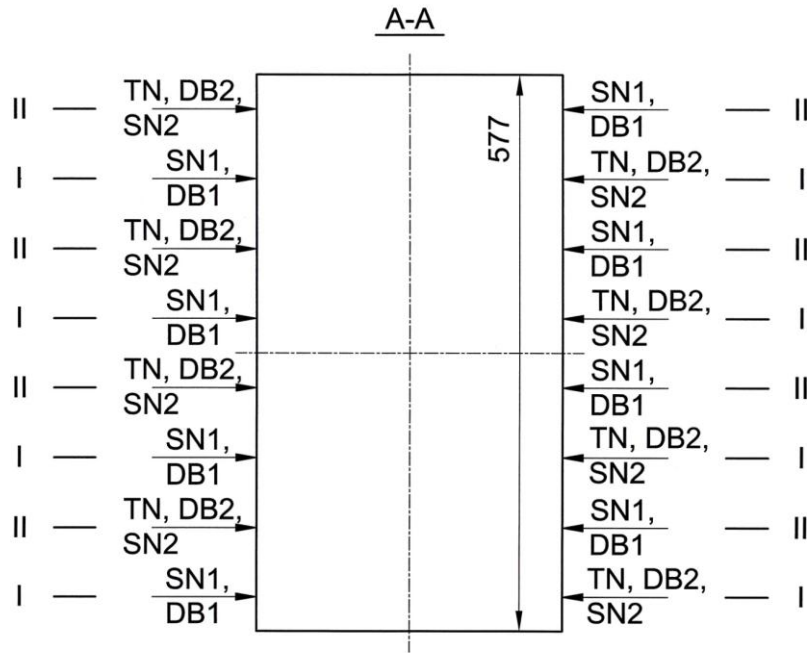 A-A
II TN, DB2, SN1, II
SN2 DB1
I SN1, TN, DB2, I
DB1 SN2
II TN, DB2, SN1, II
SN2 DB1
I SN1, TN, DB2, I
DB1 SN2
II TN, DB2, SN1, II
SN2 DB1
I SN1, TN, DB2, I
DB1 SN2
II TN, DB2, SN1, II
SN2 DB1
I SN1, TN, DB2, I
DB1 SN2
577